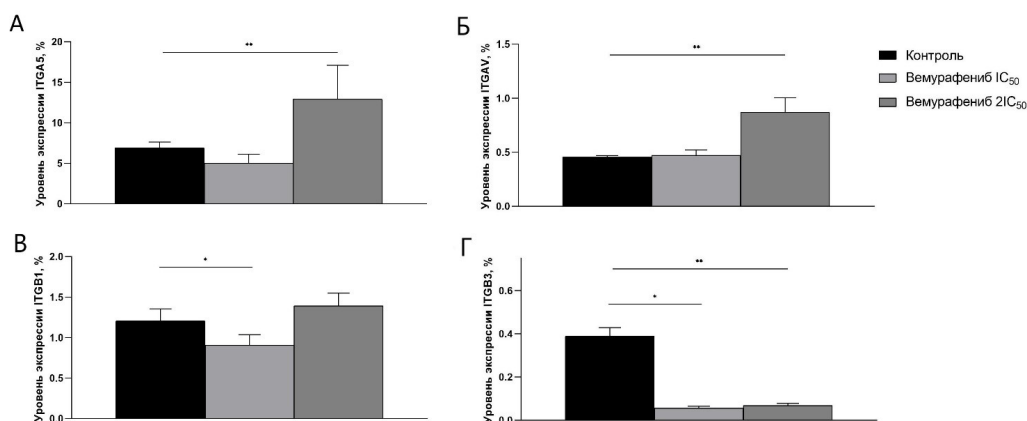 А
Уровень экспрессии ITGA5, %
20
15
10
5
0
**
Б
Уровень экспрессии ITGAV, %
1.5
1.0
0.5
0.0
**
Контроль
Вемурафениб IC50
Вемурафениб 2IC50
В
Уровень экспрессии ITGB1, %
2.0
1.5
1.0
0.5
0.0
*
Г
Уровень экспрессии ITGB3, %
0.6
0.4
0.2
0.0
**
*